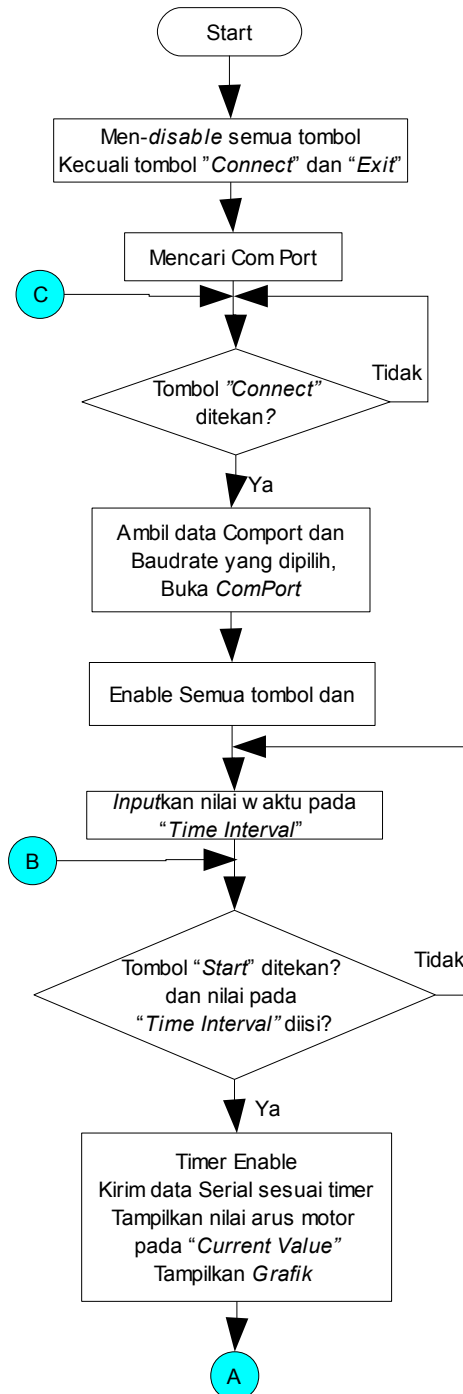 Start
Men-disable semua tombol
Kecuali tombol "Connect" dan “Exit”
Mencari Com Port
C
Tombol "Connect"
ditekan?
Tidak
Ya
Ambil data Comport dan
Baudrate yang dipilih,
Buka ComPort
Enable Semua tombol dan
Inputkan nilai w aktu pada
“Time Interval”
B
Tombol “Start” ditekan?
dan nilai pada
“Time Interval” diisi?
Tidak
Ya
Timer Enable
Kirim data Serial sesuai timer
Tampilkan nilai arus motor
pada “Current Value”
Tampilkan Grafik
A